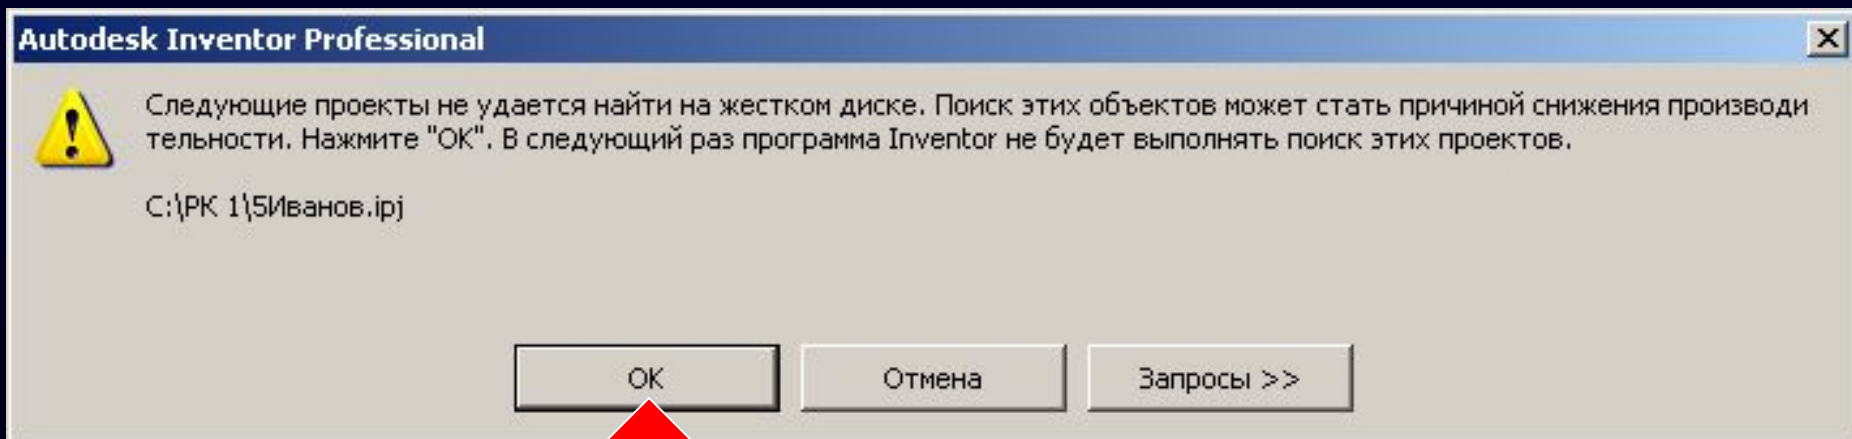 Autodesk Inventor Professional
Следующие проекты не удается найти на жестком диске. Поиск этих объектов может стать причиной снижения производи
тельности. Нажмите "ОК". В следующий раз программа Inventor не будет выполнять поиск этих проектов.
C:\РК 1\5Иванов.ipj
ОК Отмена Запросы >>